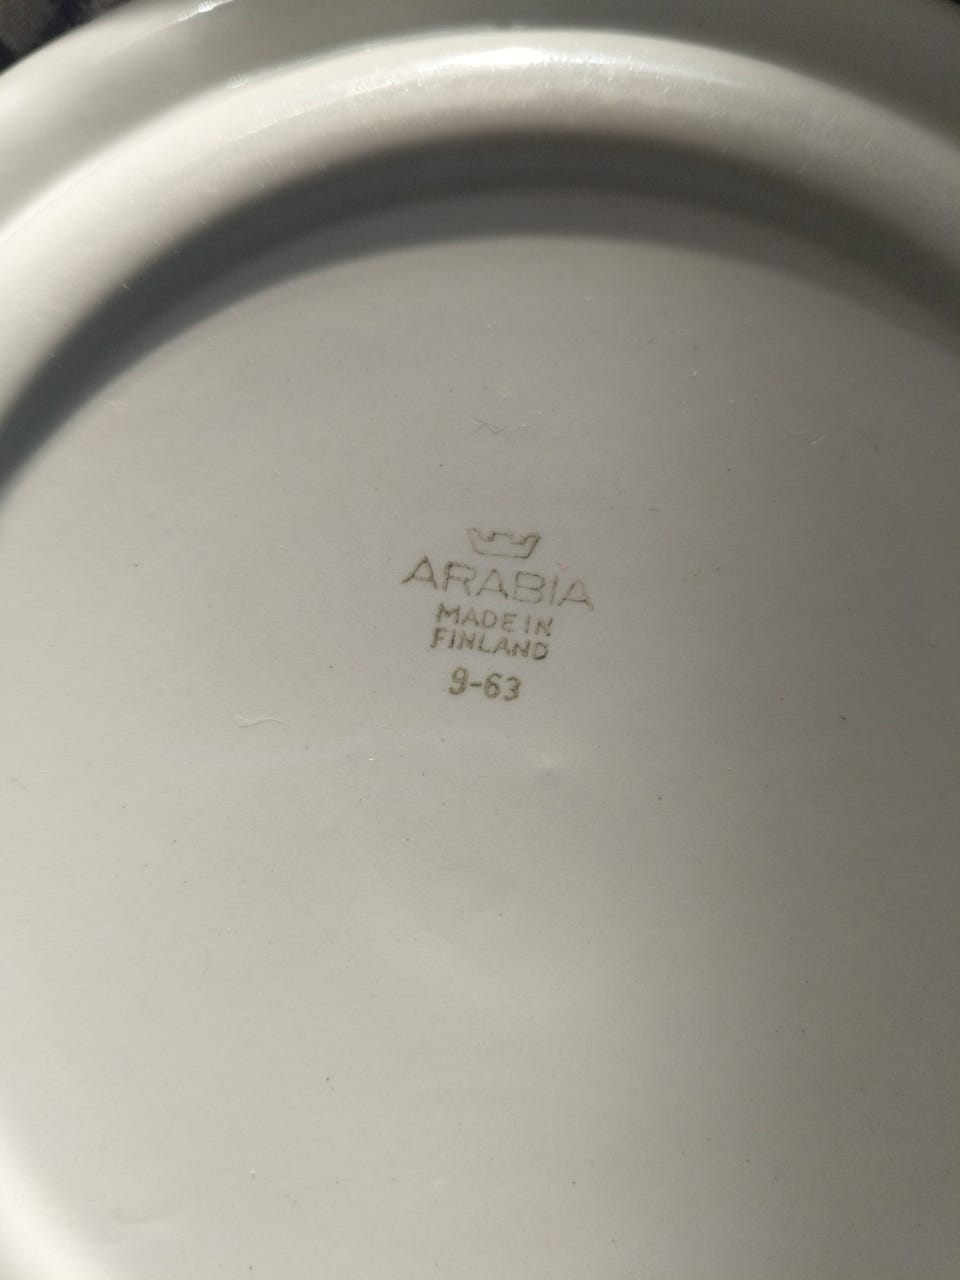 ARABIA
MADE IN
FINLAND
9-63